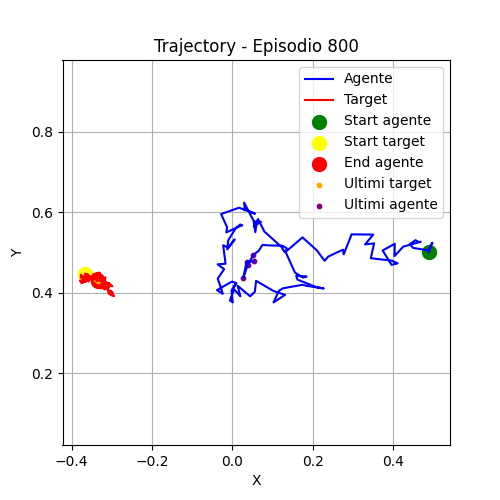 Trajectory - Episodio 800
Agente
Target
Start agente
Start target
End agente
Ultimi target
Ultimi agente
Y
0.8
0.6
0.4
0.2
−0.4
−0.2
0.0
0.2
0.4
X